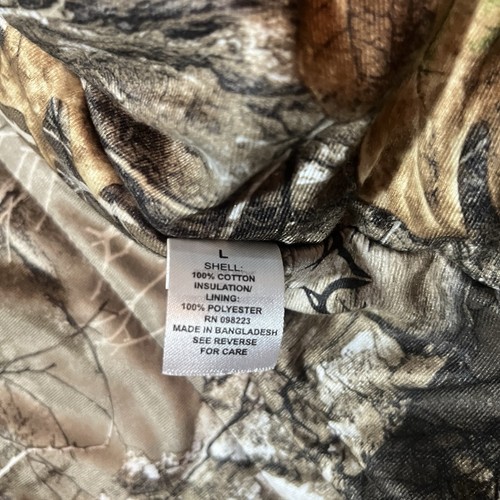 L
SHELL:
100% COTTON
INSULATION/
LINING:
100% POLYESTER
RN 098223
MADE IN BANGLADESH
SEE REVERSE
FOR CARE